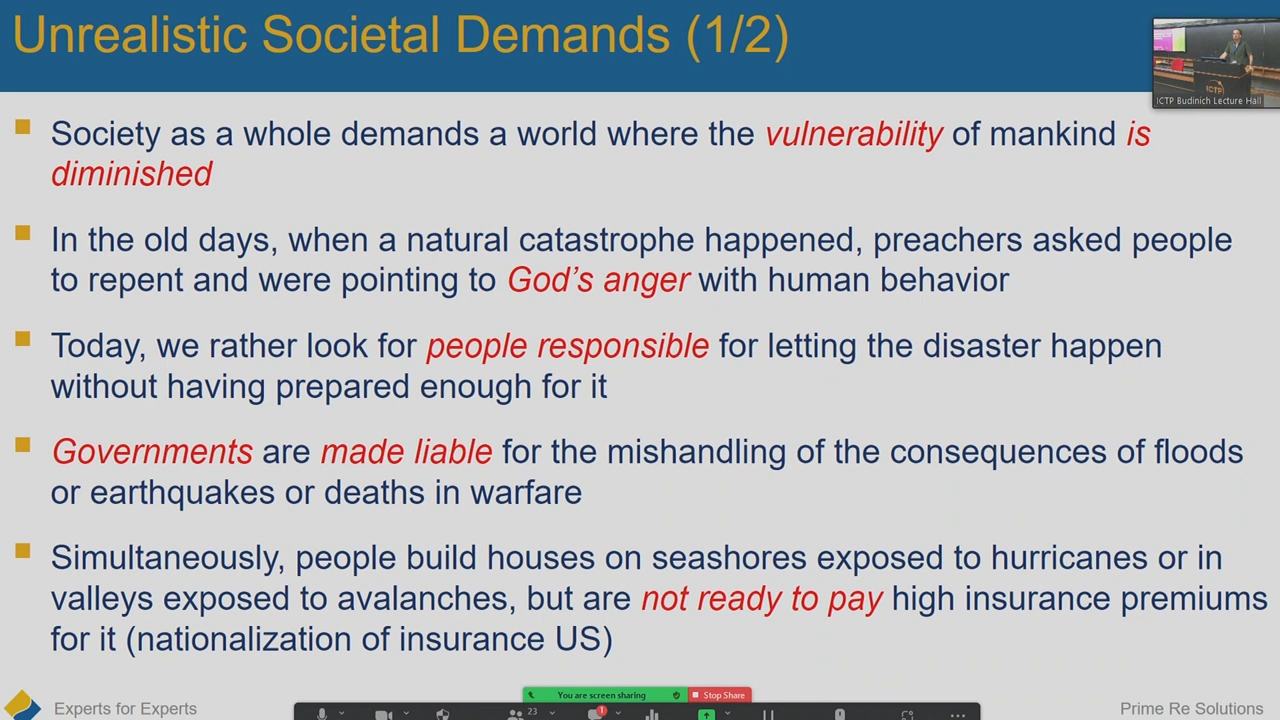 Unrealistic Societal Demands (1/2)
ICTP
ICTP Budinich Lecture Hall
Society as a whole demands a world where the vulnerability of mankind is
diminished
In the old days, when a natural catastrophe happened, preachers asked people
to repent and were pointing to God's anger with human behavior
Today, we rather look for people responsible for letting the disaster happen
without having prepared enough for it
Governments are made liable for the mishandling of the consequences of floods
or earthquakes or deaths in warfare
Simultaneously, people build houses on seashores exposed to hurricanes or in
valleys exposed to avalanches, but are not ready to pay high insurance premiums
for it (nationalization of insurance US)
You are screen sharing
Stop Share
Experts for Experts
23
1
Prime Re Solutions